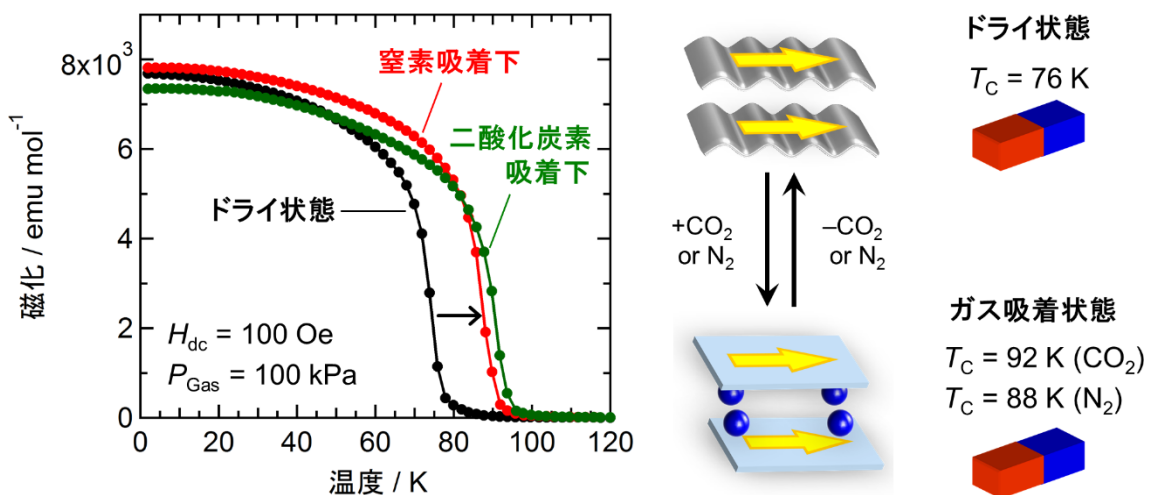 8x10³
6
4
2
0
0
20
40
60
80
100
120
磁化 / emu mol⁻¹
温度 / K
窒素吸着下
二酸化炭素
吸着下
ドライ状態
H_dc = 100 Oe
P_Gas = 100 kPa
ドライ状態
T_C = 76 K
+CO₂
or N₂
–CO₂
or N₂
ガス吸着状態
T_C = 92 K (CO₂)
T_C = 88 K (N₂)